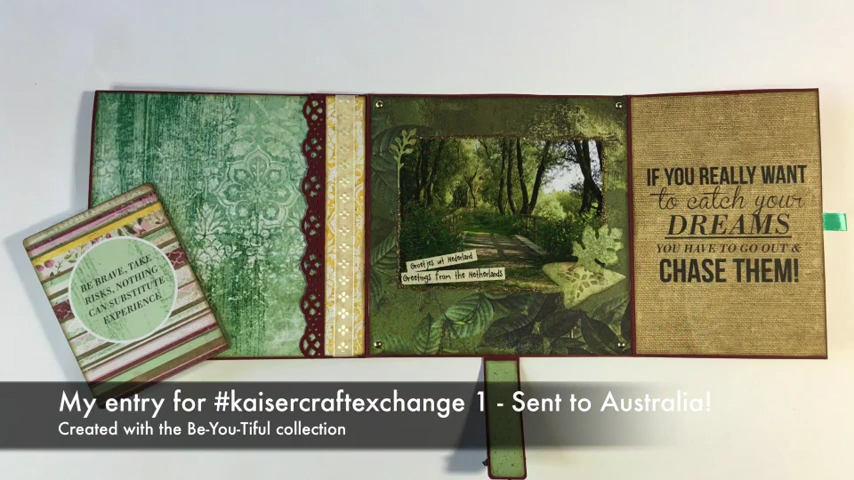 BE BRAVE, TAKE
RISKS, NOTHING
CAN SUBSTITUTE
EXPERIENCE
Groetjes uit Nederland
Greetings from the Netherlands
IF YOU REALLY WANT
to catch your
DREAMS
YOU HAVE TO GO OUT &
CHASE THEM!
My entry for #kaisercraftexchange 1 - Sent to Australia!
Created with the Be-You-Tiful collection